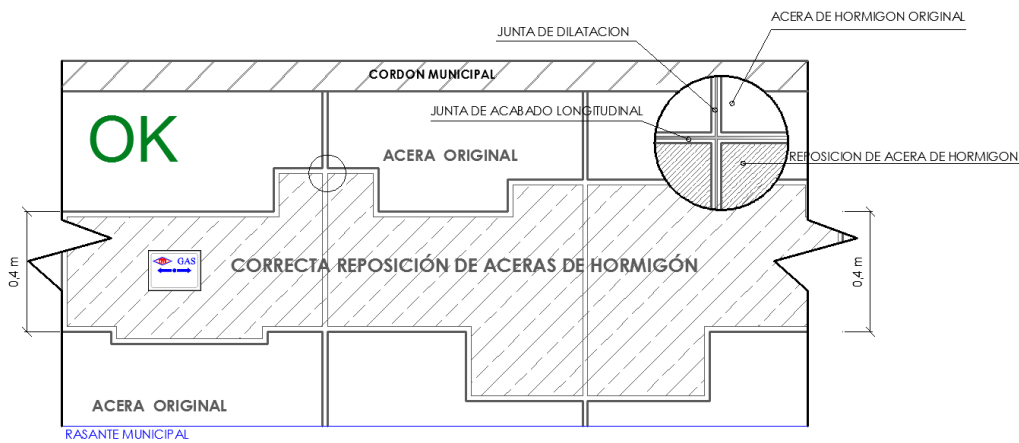 ACERA DE HORMIGON ORIGINAL
JUNTA DE DILATACION
CORDON MUNICIPAL
JUNTA DE ACABADO LONGITUDINAL
OK
ACERA ORIGINAL
REPOSICION DE ACERA DE HORMIGON
GAS
CORRECTA REPOSICIÓN DE ACERAS DE HORMIGÓN
0,4 m
0,4 m
ACERA ORIGINAL
RASANTE MUNICIPAL